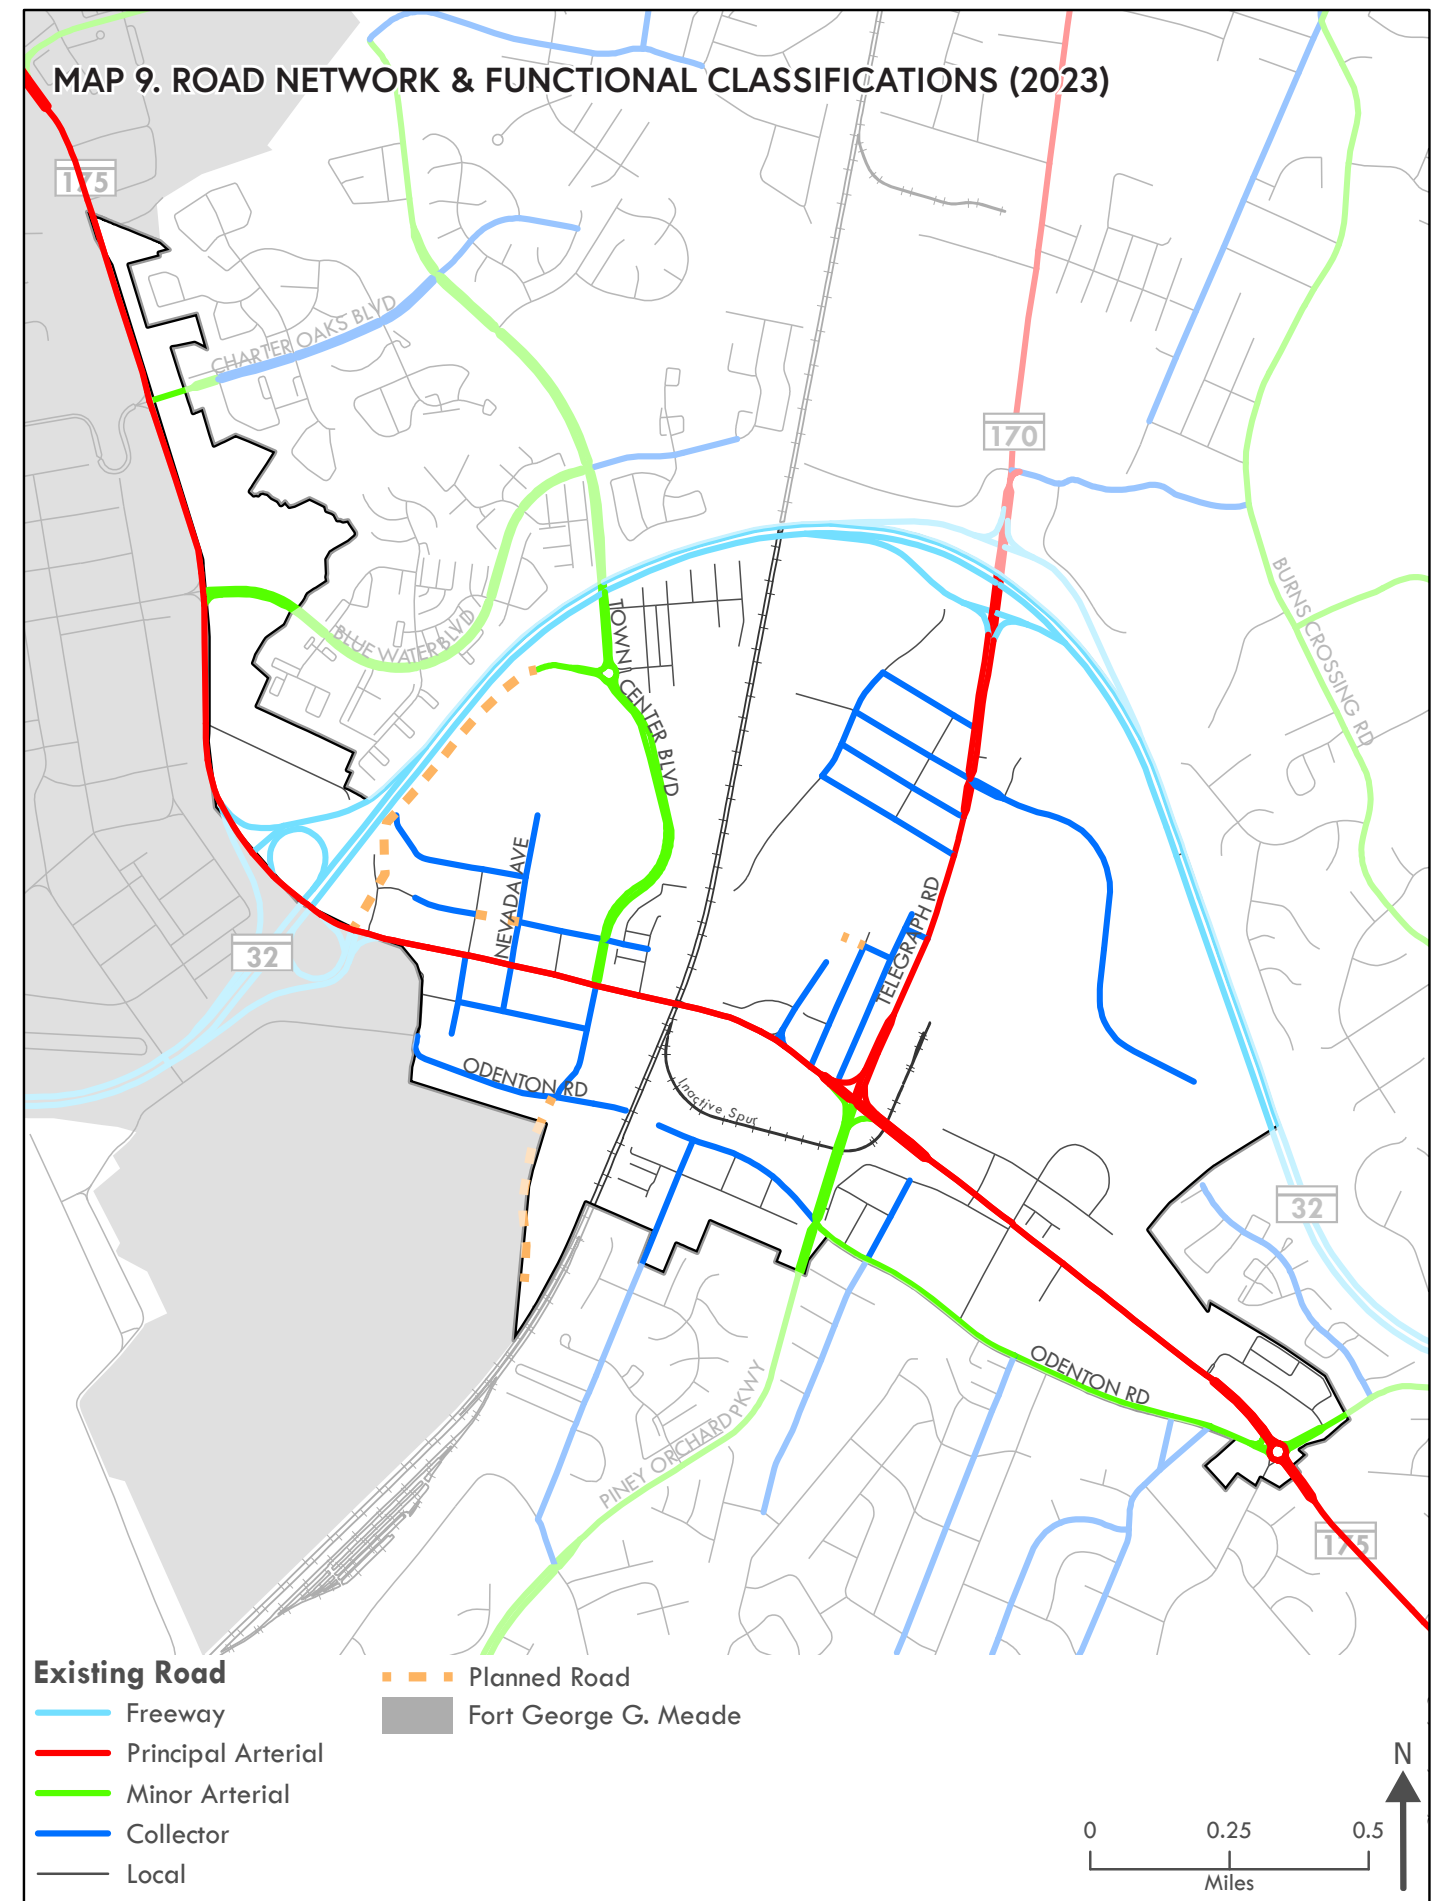 MAP 9. ROAD NETWORK & FUNCTIONAL CLASSIFICATIONS (2023)
175
CHARTER OAKS BLVD
170
BURNS CROSSING RD
BLUE WATER BLVD
TOWN CENTER BLVD
NEVADA AVE
TELEGRAPH RD
32
ODENTON RD
Inactive Spur
32
ODENTON RD
PINEY ORCHARD PKWY
175
Existing Road
Freeway
Principal Arterial
Minor Arterial
Collector
Local
Planned Road
Fort George G. Meade
N
0 0.25 0.5
Miles